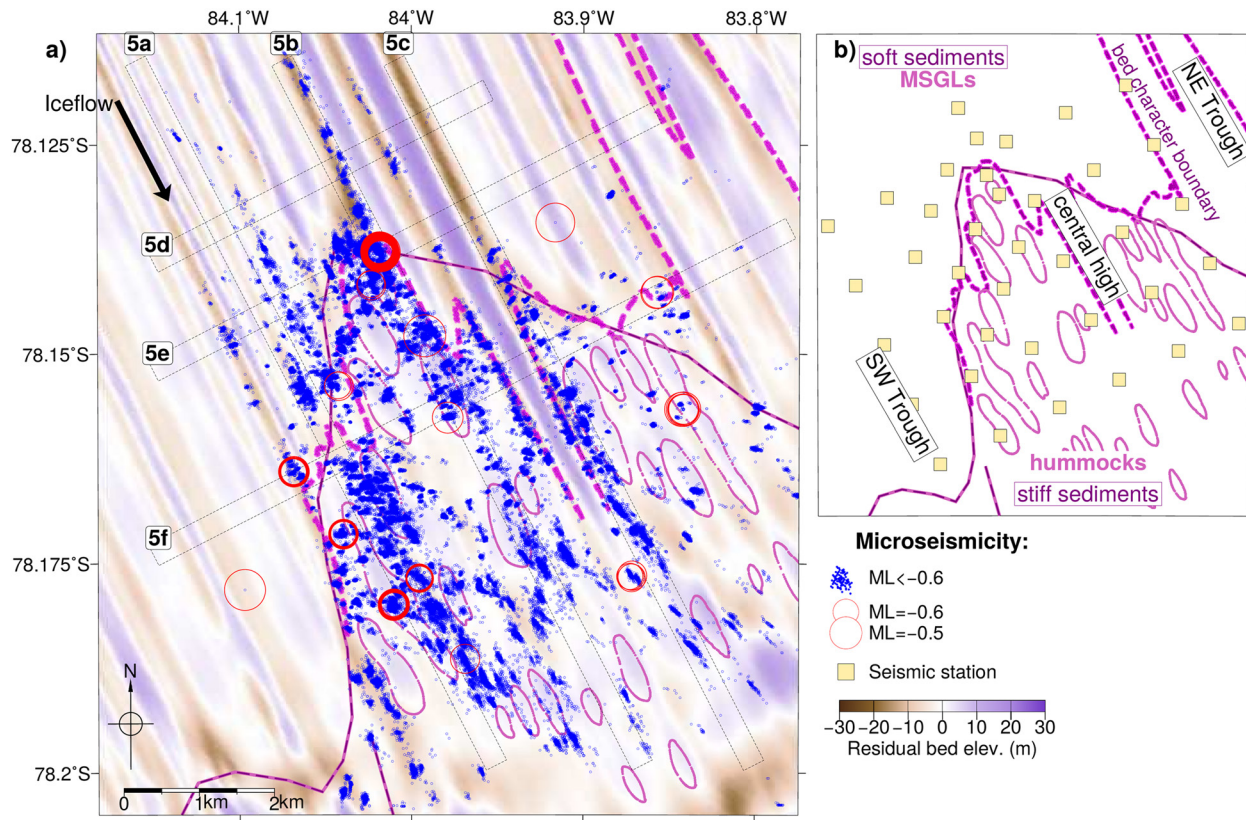 84.1°W
84°W
83.9°W
83.8°W
a)
5a
5b
5c
Iceflow
78.125°S
5d
5e
78.15°S
5f
78.175°S
78.2°S
N
0
1km
2km
b)
soft sediments
MSGLs
bed character boundary
NE Trough
central high
SW Trough
hummocks
stiff sediments
Microseismicity:
ML<−0.6
ML=−0.6
ML=−0.5
Seismic station
−30 −20 −10 0 10 20 30
Residual bed elev. (m)